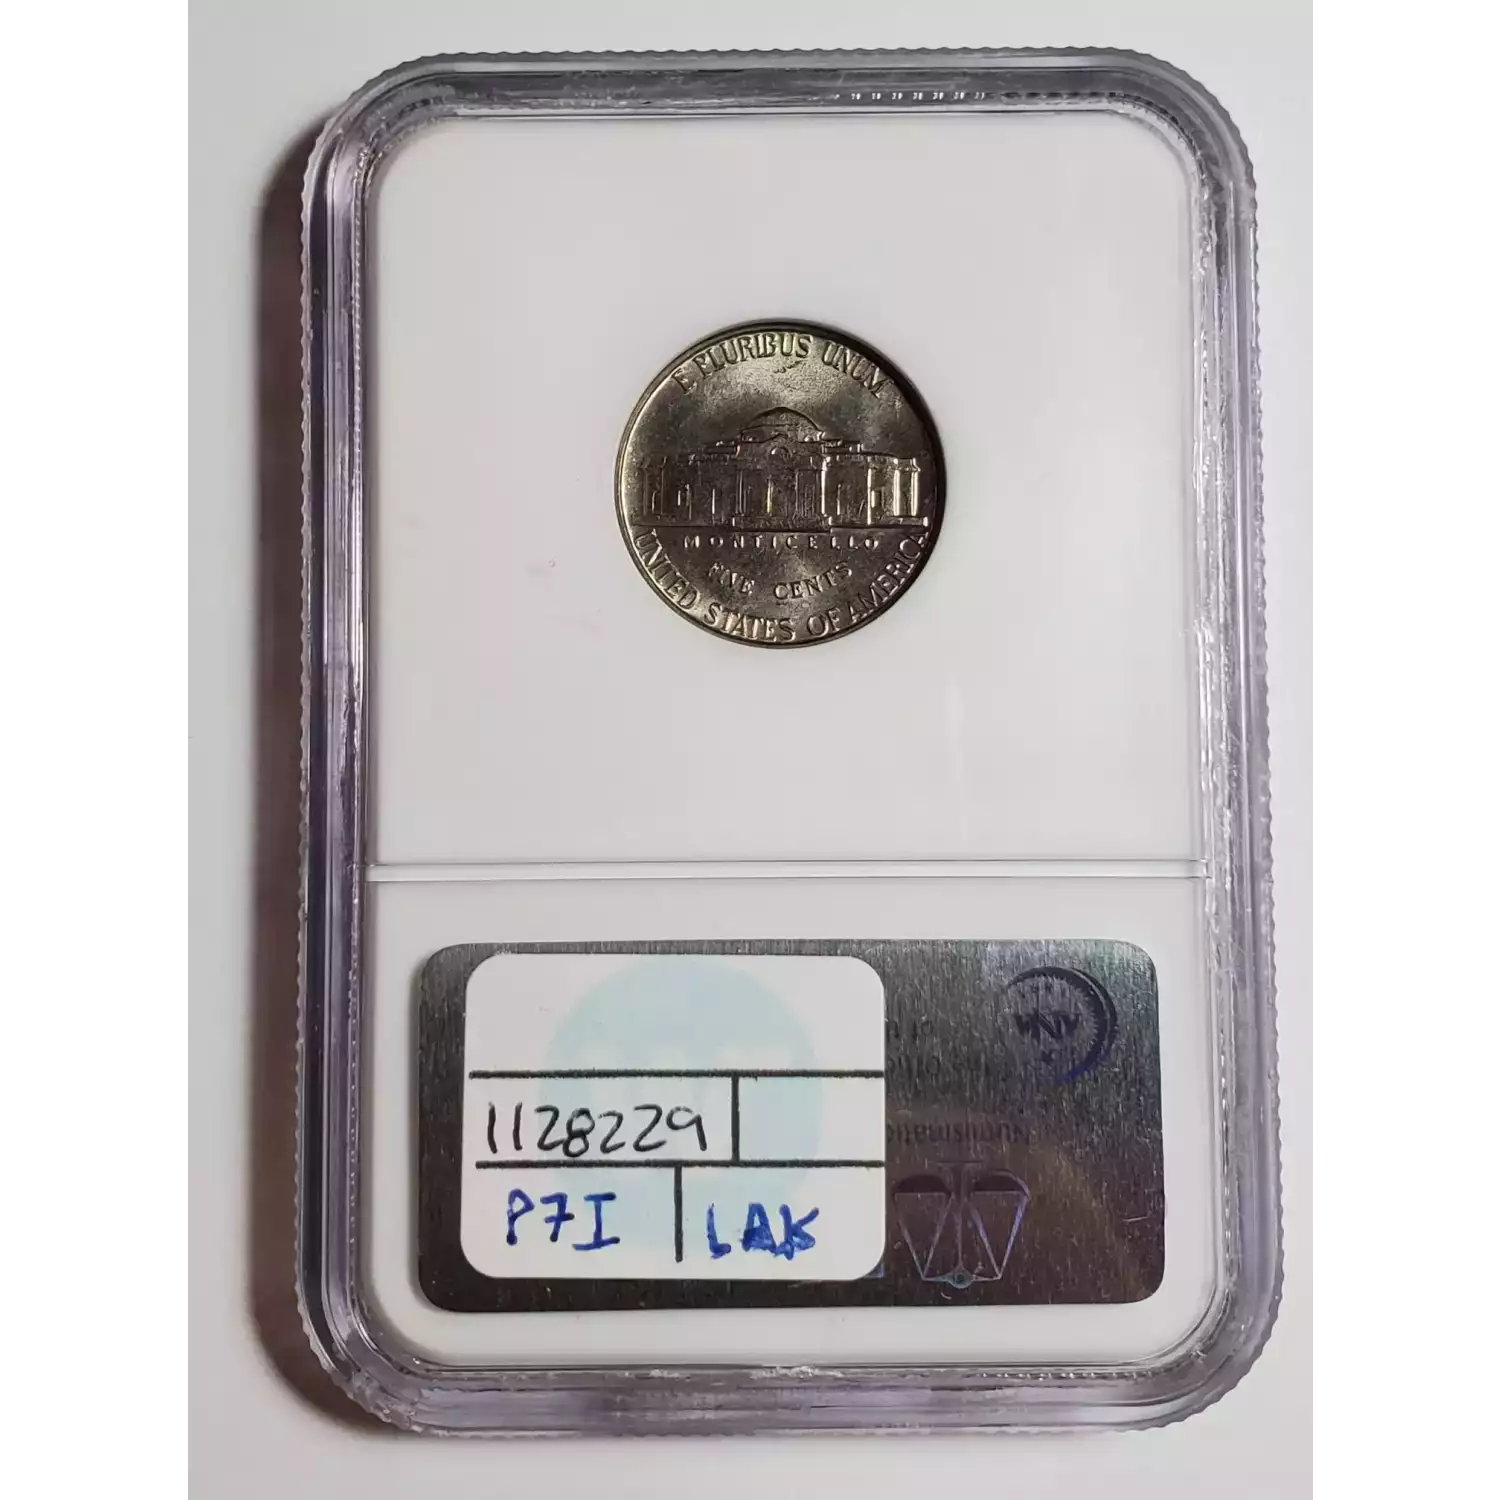 E PLURIBUS UNUM
MONTICELLO
FIVE CENTS
UNITED STATES OF AMERICA
1128229
P7I LAK